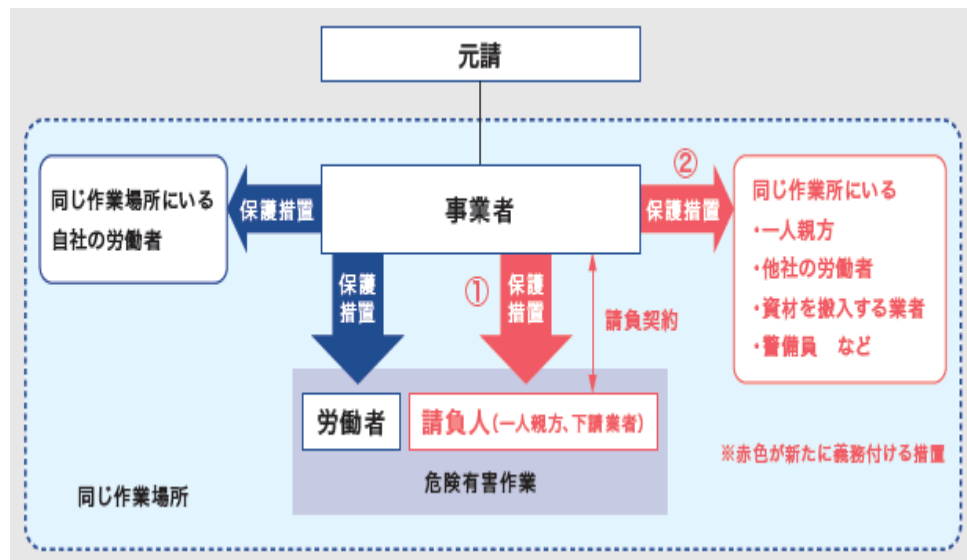 元請
同じ作業場所にいる
自社の労働者
保護措置
事業者
②
保護措置
同じ作業所にいる
・一人親方
・他社の労働者
・資材を搬入する業者
・警備員 など
保護
措置
①
保護
措置
請負契約
労働者
請負人(一人親方、下請業者)
危険有害作業
※赤色が新たに義務付ける措置
同じ作業場所